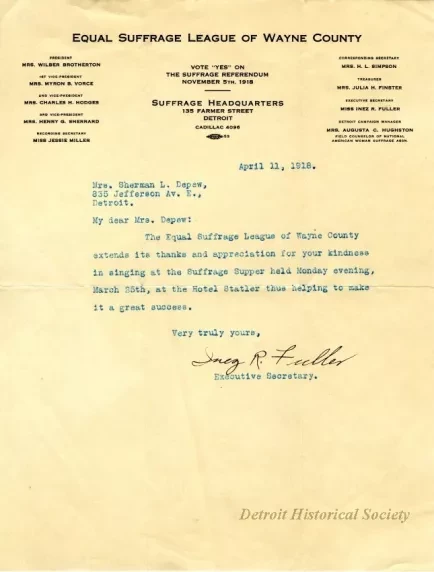 EQUAL SUFFRAGE LEAGUE OF WAYNE COUNTY
PRESIDENT
MRS. WILBER BROTHERTON
1ST VICE-PRESIDENT
MRS. MYRON B. VORCE
2ND VICE-PRESIDENT
MRS. CHARLES H. HODGES
3RD VICE-PRESIDENT
MRS. HENRY G. SHERRARD
RECORDING SECRETARY
MISS JESSIE MILLER
VOTE "YES" ON
THE SUFFRAGE REFERENDUM
NOVEMBER 5TH, 1918
SUFFRAGE HEADQUARTERS
135 FARMER STREET
DETROIT
CADILLAC 4096
CORRESPONDING SECRETARY
MRS. H. L. SIMPSON
TREASURER
MRS. JULIA H. FINSTER
EXECUTIVE SECRETARY
MISS INEZ R. FULLER
DETROIT CAMPAIGN MANAGER
MRS. AUGUSTA C. HUGHSTON
FIELD COUNSELOR OF NATIONAL
AMERICAN WOMAN SUFFRAGE ASSN.
April 11, 1918.
Mrs. Sherman L. Depew,
835 Jefferson Av. E.,
Detroit.
My dear Mrs. Depew:
The Equal Suffrage League of Wayne County
extends its thanks and appreciation for your kindness
in singing at the Suffrage Supper held Monday evening,
March 25th, at the Hotel Statler thus helping to make
it a great success.
Very truly yours,
Inez R. Fuller
Executive Secretary.
Detroit Historical Society